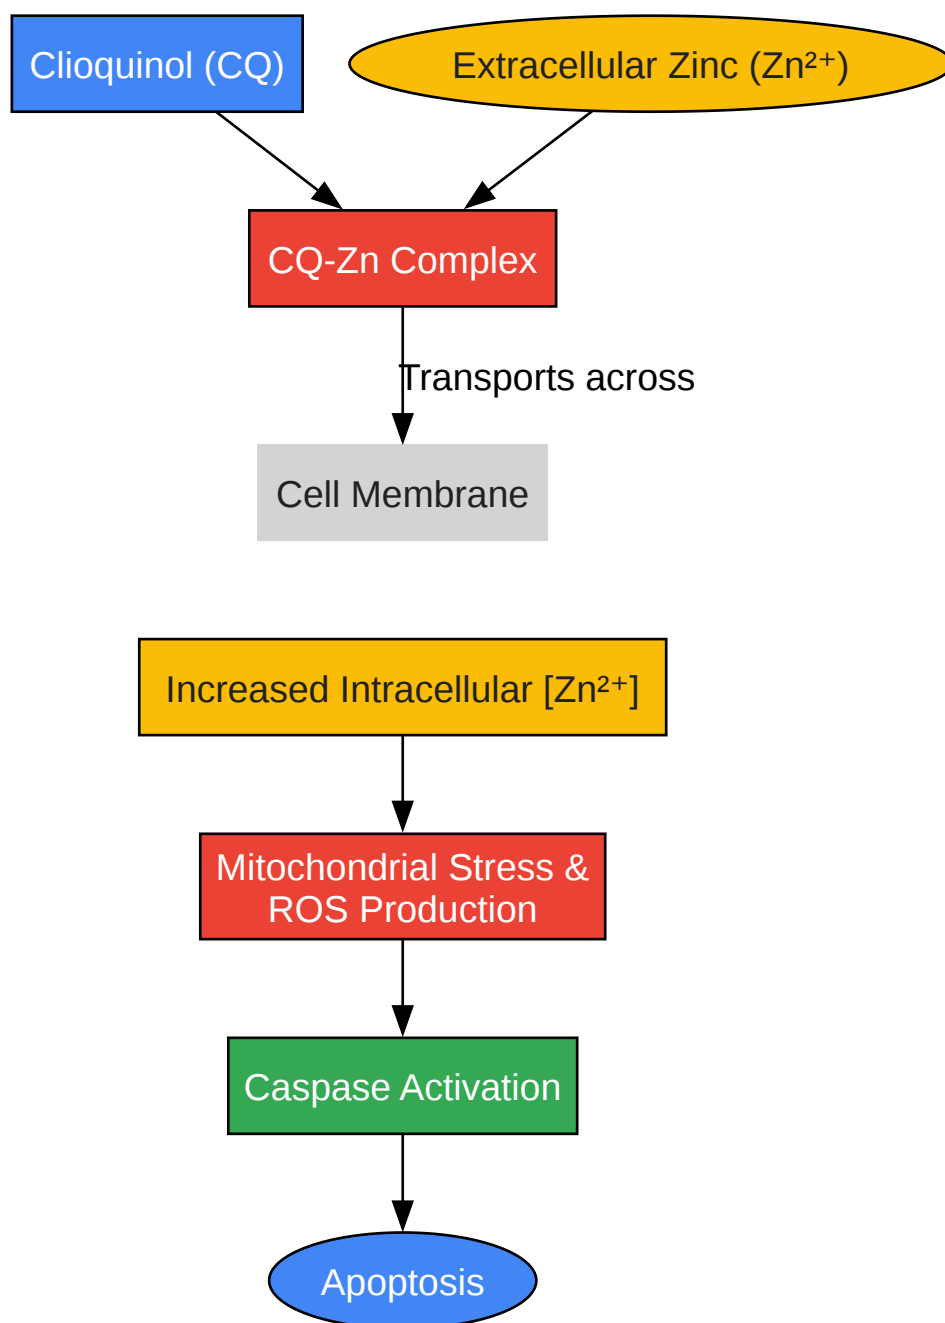 Clioquinol (CQ)
Extracellular Zinc (Zn²⁺)
CQ-Zn Complex
Transports across
Cell Membrane
Increased Intracellular [Zn²⁺]
Mitochondrial Stress &
ROS Production
Caspase Activation
Apoptosis